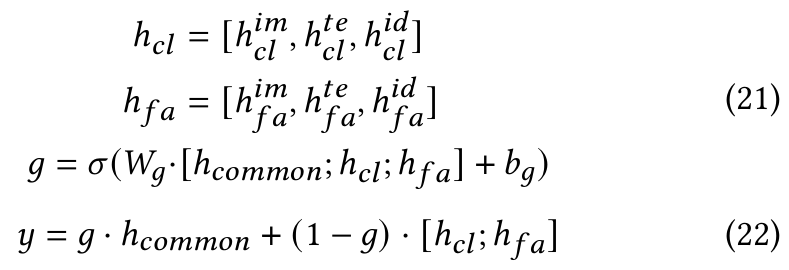 h_{cl} = [h_{cl}^{im}, h_{cl}^{te}, h_{cl}^{id}]
h_{fa} = [h_{fa}^{im}, h_{fa}^{te}, h_{fa}^{id}] (21)
g = σ(W_g·[h_{common}; h_{cl}; h_{fa}] + b_g)
y = g · h_{common} + (1 − g) · [h_{cl}; h_{fa}] (22)